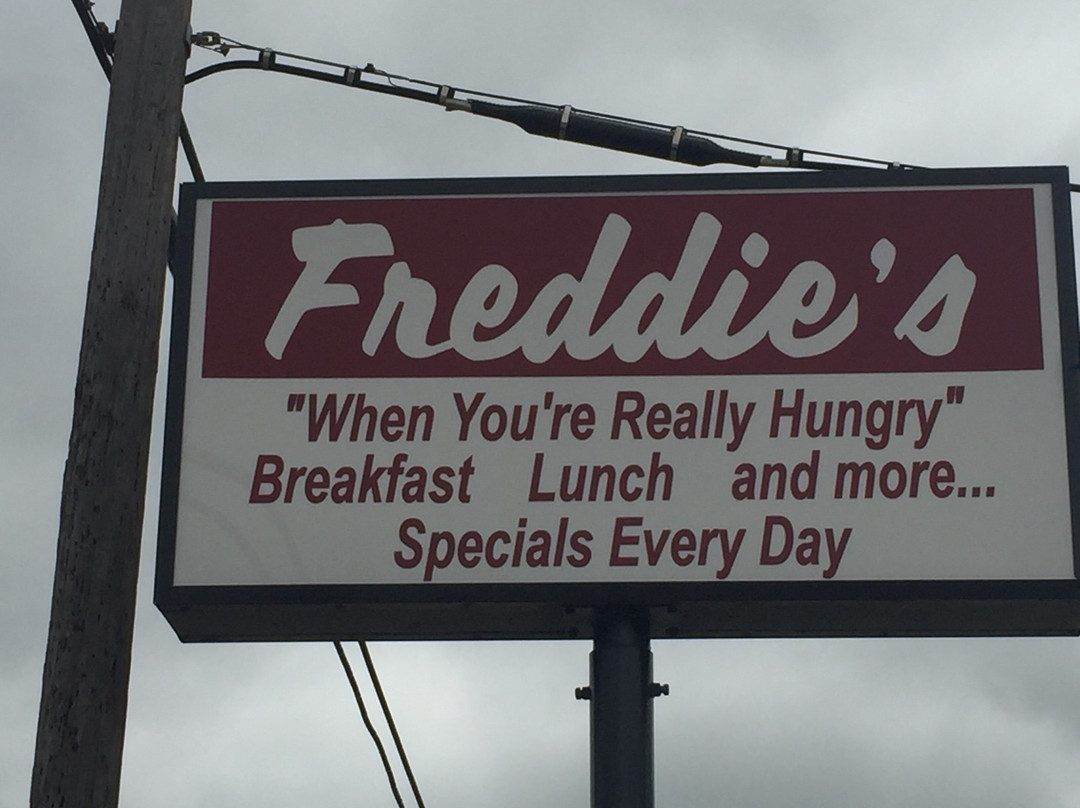 Freddie's
"When You're Really Hungry"
Breakfast Lunch and more...
Specials Every Day